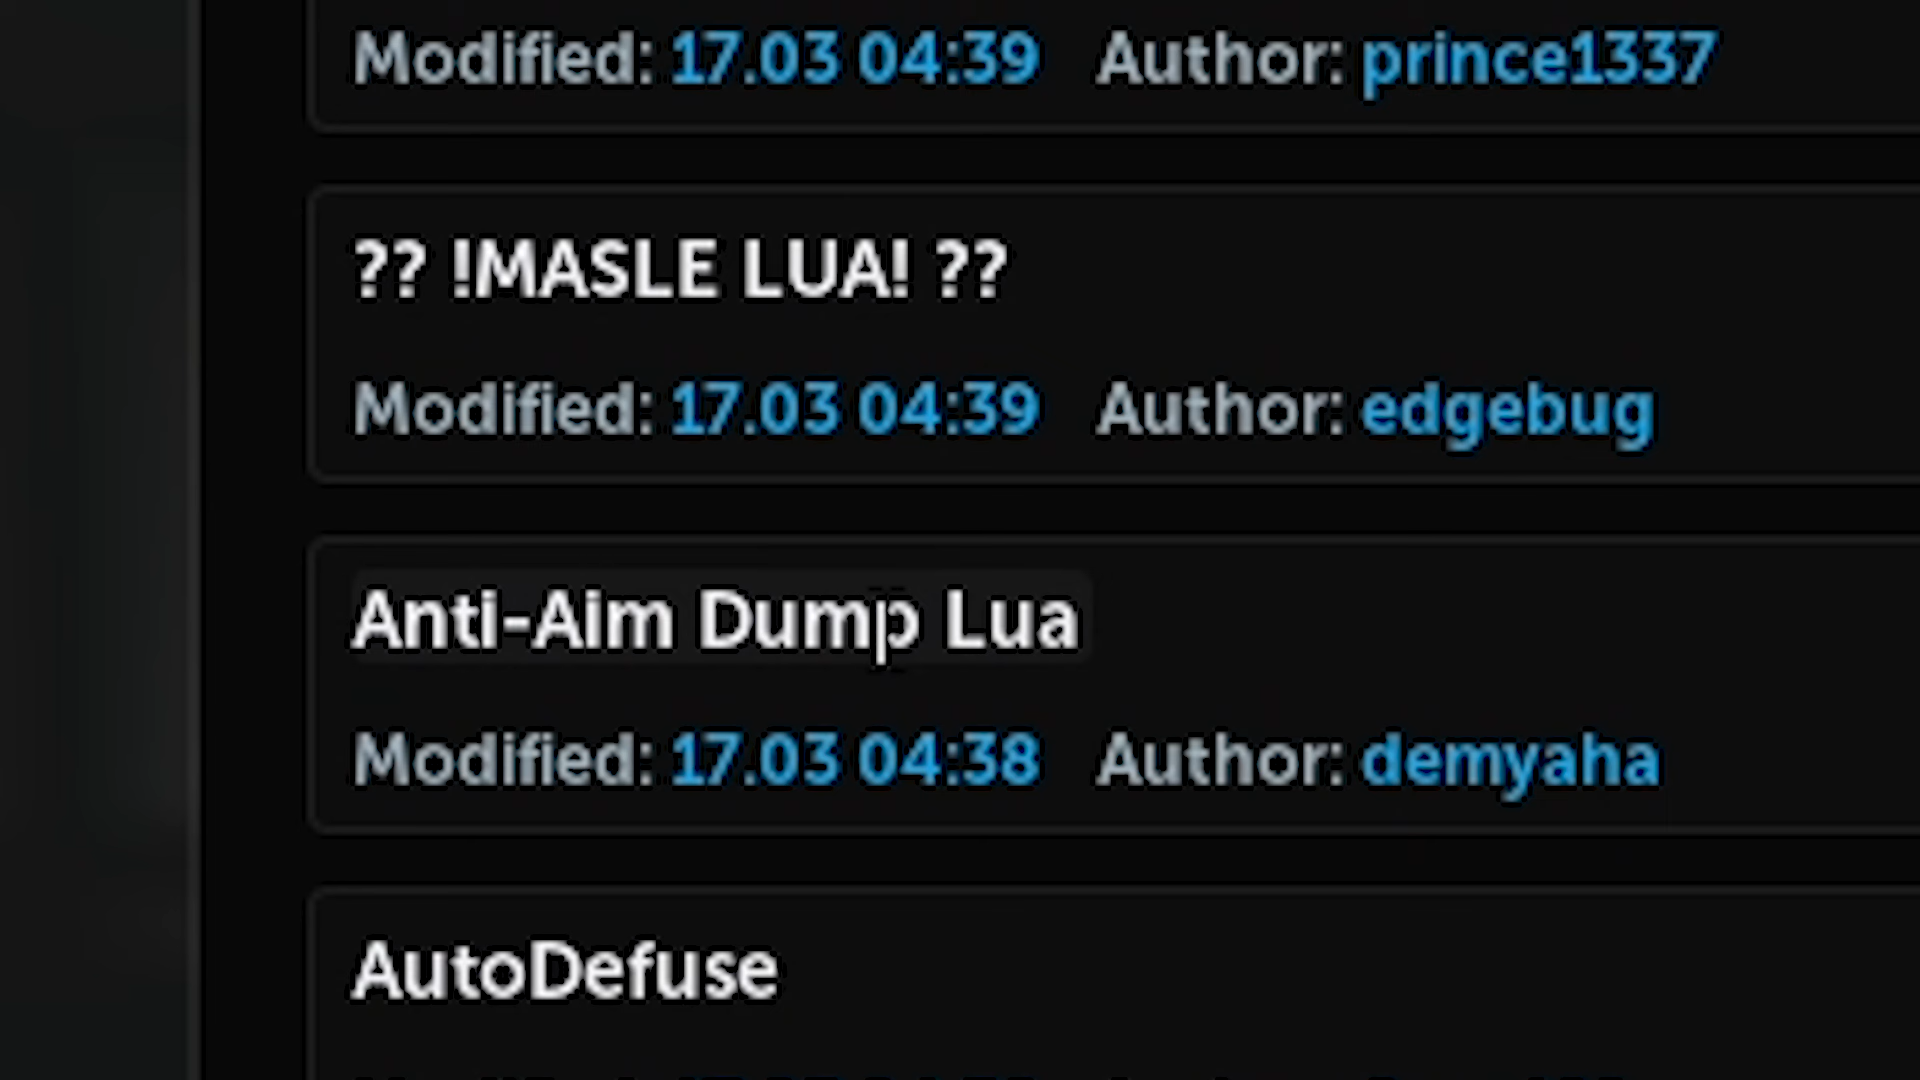 Modified: 17.03 04:39 Author: prince1337
?? !MASLE LUA! ??
Modified: 17.03 04:39 Author: edgebug
Anti-Aim Dump Lua
Modified: 17.03 04:38 Author: demyaha
AutoDefuse